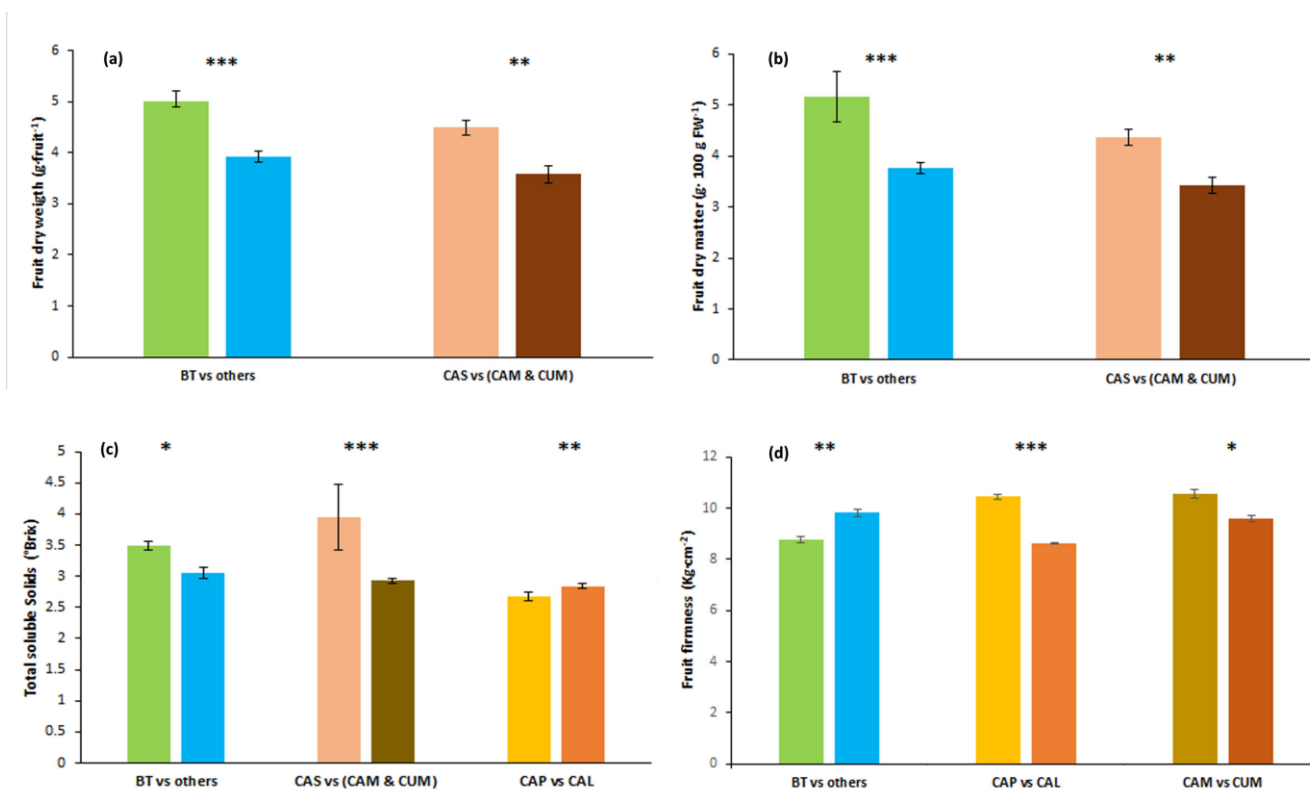 (a)
*** **
Fruit dry weigth (g·fruit⁻¹)
6
5
4
3
2
1
0
BT vs others CAS vs (CAM & CUM)
(b)
*** **
Fruit dry matter (g· 100 g FW⁻¹)
6
5
4
3
2
1
0
BT vs others CAS vs (CAM & CUM)
(c)
* *** **
Total soluble Solids (°Brix)
5
4.5
4
3.5
3
2.5
2
1.5
1
0.5
0
BT vs others CAS vs (CAM & CUM) CAP vs CAL
(d)
** *** *
Fruit firmness (Kg·cm⁻²)
12
10
8
6
4
2
0
BT vs others CAP vs CAL CAM vs CUM